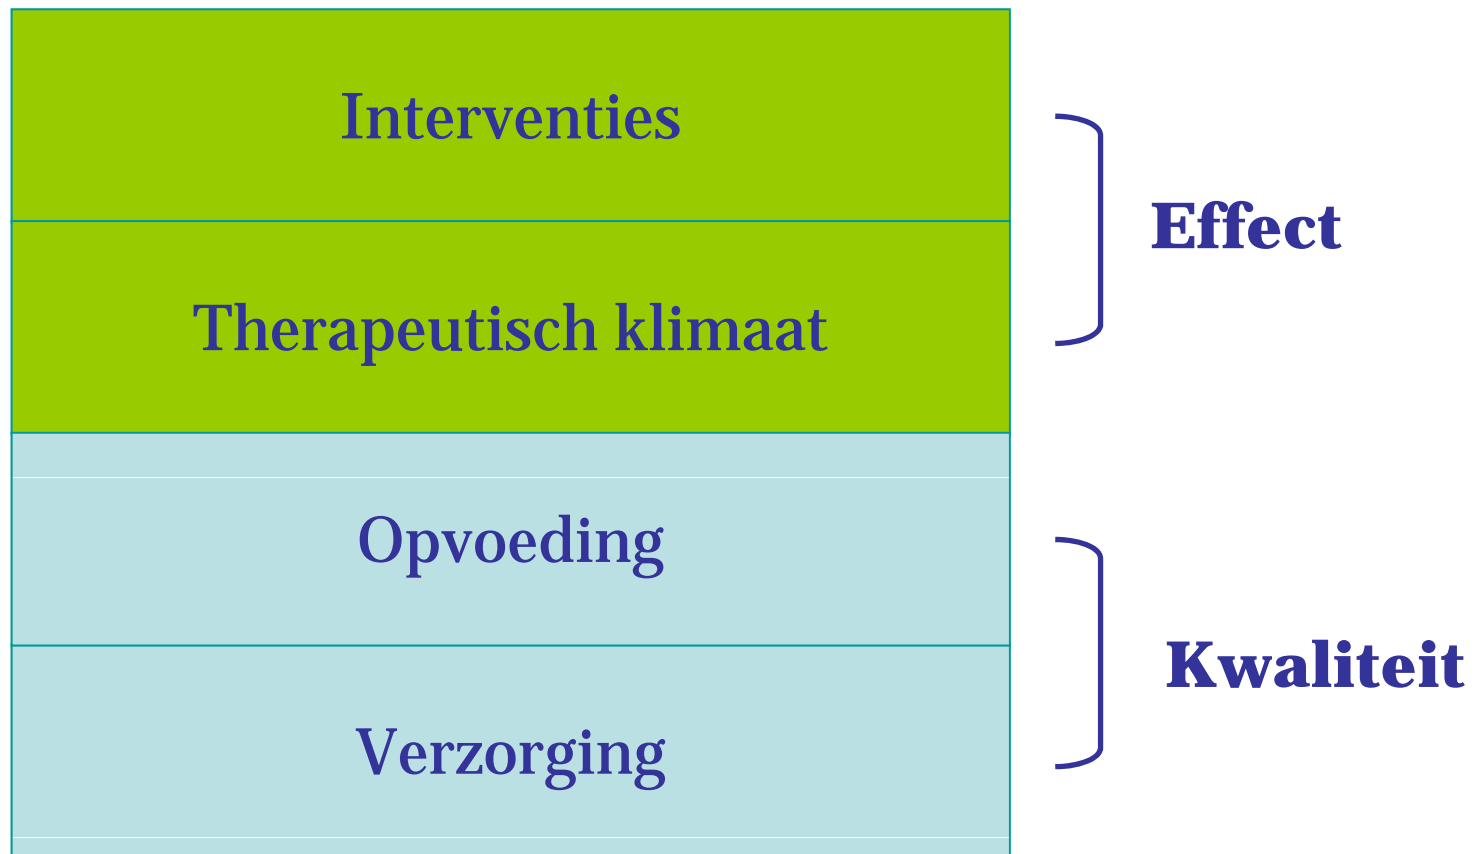 Interventies
Effect
Therapeutisch klimaat
Opvoeding
Kwaliteit
Verzorging